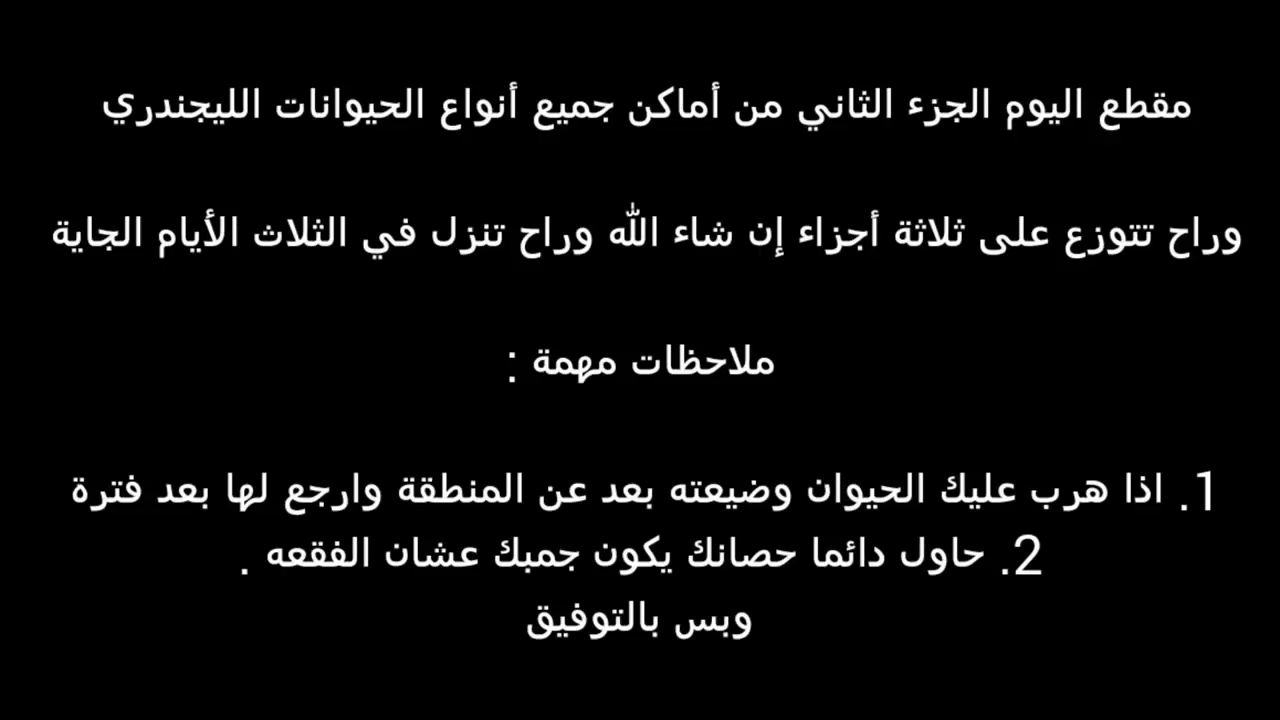 مقطع اليوم الجزء الثاني من أماكن جميع أنواع الحيوانات الليجندري
وراح تتوزع على ثلاثة أجزاء إن شاء الله وراح تنزل في الثلاث الأيام الجاية
ملاحظات مهمة :
1. اذا هرب عليك الحيوان وضيعته بعد عن المنطقة وارجع لها بعد فترة
2. حاول دائما حصانك يكون جمبك عشان الفقعه .
وبس بالتوفيق